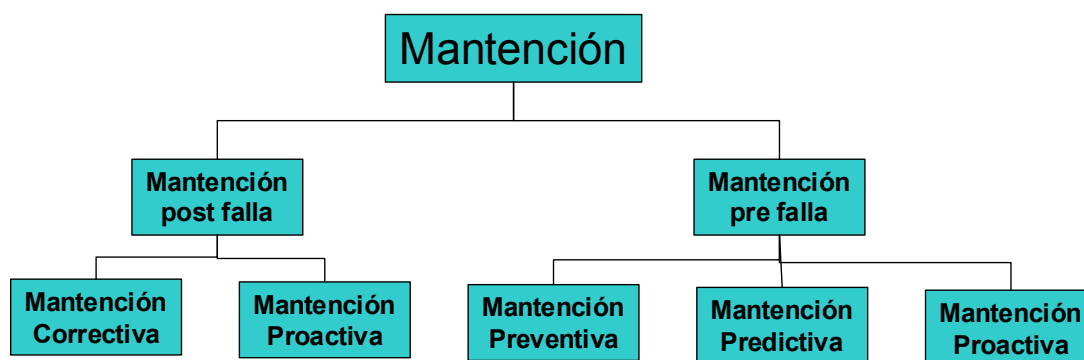 Mantención
Mantención
post falla
Mantención
pre falla
Mantención
Correctiva
Mantención
Proactiva
Mantención
Preventiva
Mantención
Predictiva
Mantención
Proactiva